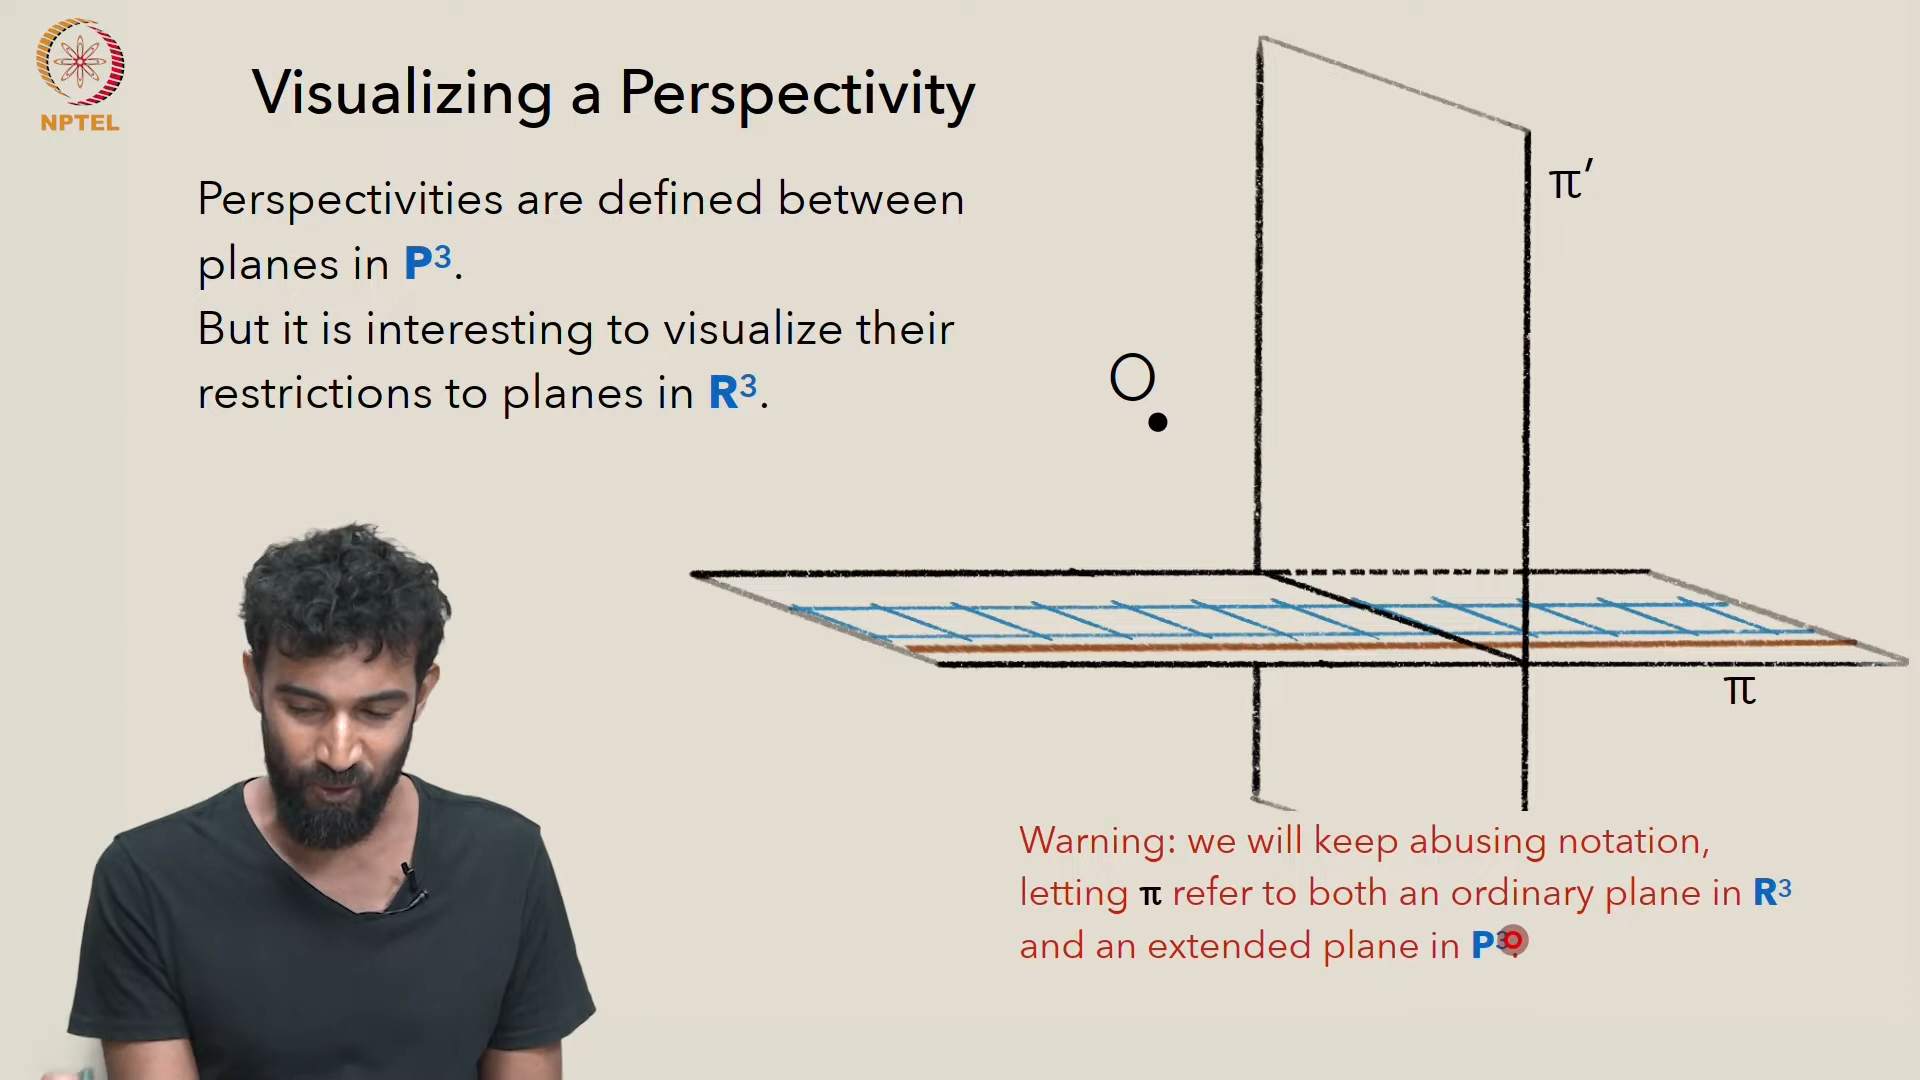 NPTEL
Visualizing a Perspectivity
Perspectivities are defined between
planes in P³.
But it is interesting to visualize their
restrictions to planes in R³.
π′
O
π
Warning: we will keep abusing notation,
letting π refer to both an ordinary plane in R³
and an extended plane in P³.